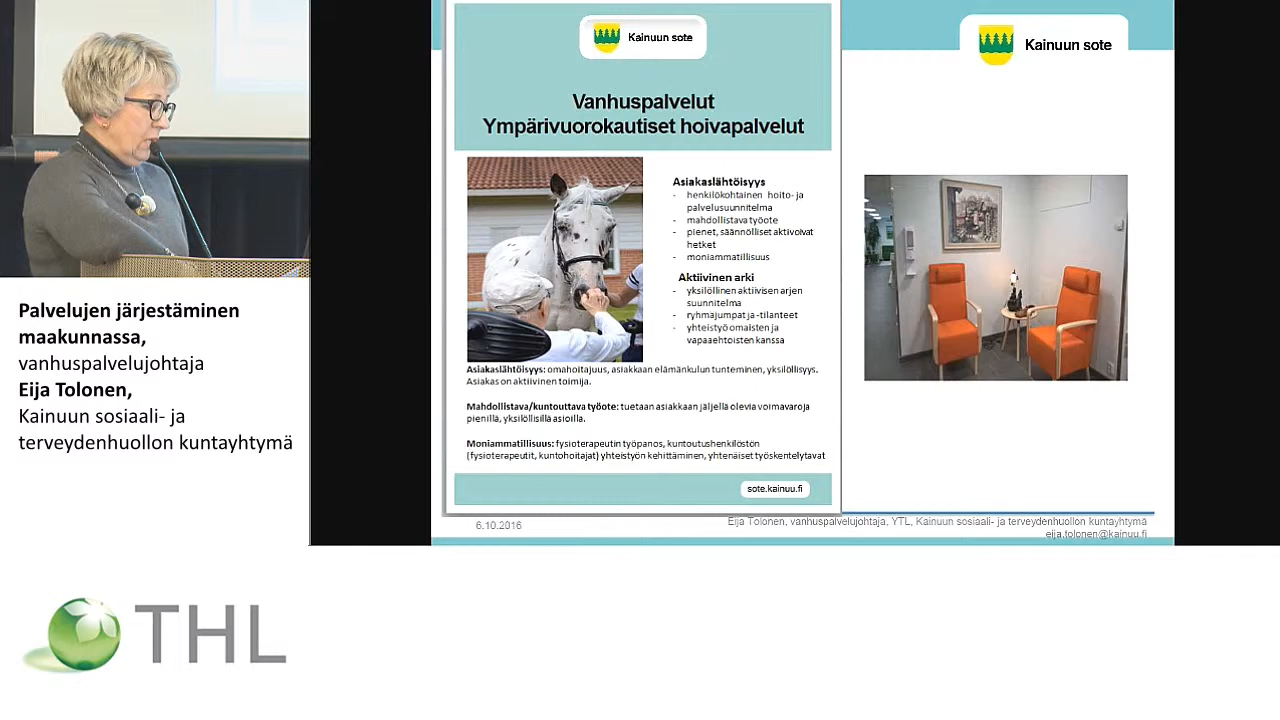 Palvelujen järjestäminen
maakunnassa,
vanhuspalvelujohtaja
Eija Tolonen,
Kainuun sosiaali- ja
terveydenhuollon kuntayhtymä
THL
Kainuun sote
Vanhuspalvelut
Ympärivuorokautiset hoivapalvelut
Asiakaslähtöisyys
- henkilökohtainen hoito- ja
palvelusuunnitelma
- mahdollistava työote
- pienet, säännölliset aktivoivat
hetket
- moniammatillisuus
Aktiivinen arki
- yksilöllinen aktiivisen arjen
suunnitelma
- ryhmäjumpat ja -tilanteet
- yhteistyö omaisten ja
vapaaehtoisten kanssa
Asiakaslähtöisyys: omahoitajuus, asiakkaan elämänkulun tunteminen, yksilöllisyys.
Asiakas on aktiivinen toimija.
Mahdollistava/kuntouttava työote: tuetaan asiakkaan jäljellä olevia voimavaroja
pienillä, yksilöllisillä asioilla.
Moniammatillisuus: fysioterapeutin työpanos, kuntoutushenkilöstön
(fysioterapeutit, kuntohoitajat) yhteistyön kehittäminen, yhtenäiset työskentelytavat
sote.kainuu.fi
Kainuun sote
6.10.2016
Eija Tolonen, vanhuspalvelujohtaja, YTL, Kainuun sosiaali- ja terveydenhuollon kuntayhtymä
eija.tolonen@kainuu.fi